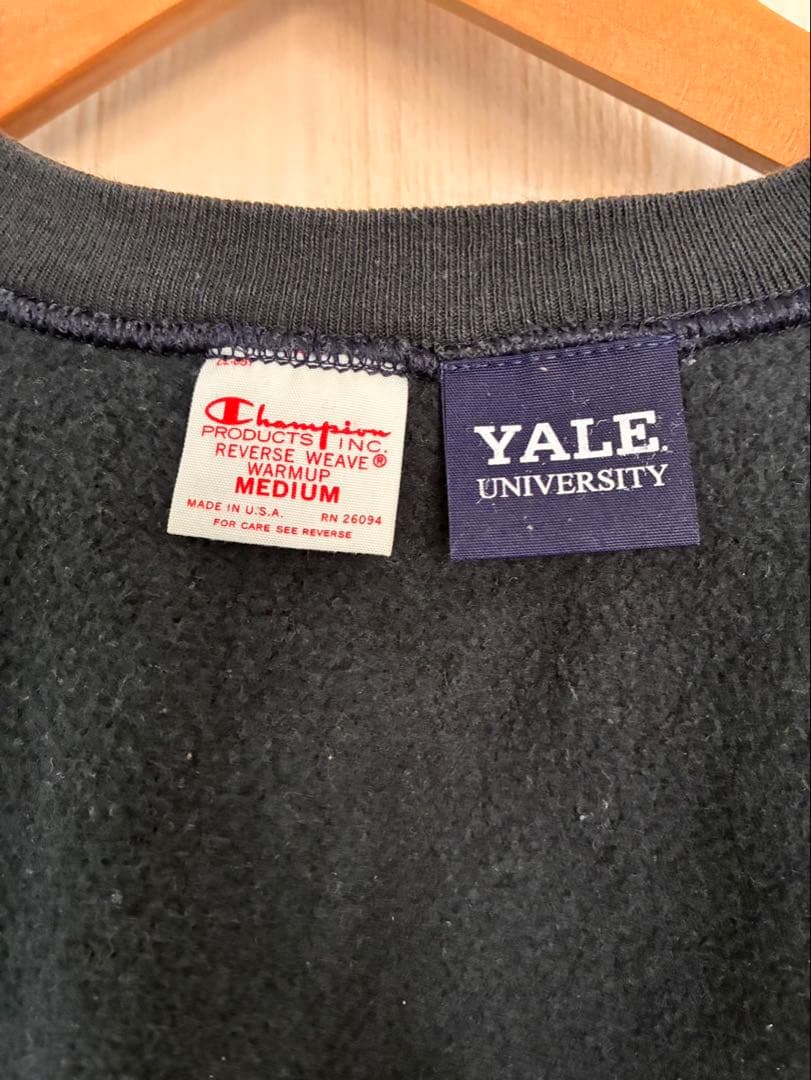 Champion
PRODUCTS INC.
REVERSE WEAVE®
WARMUP
MEDIUM
MADE IN U.S.A. RN 26094
FOR CARE SEE REVERSE
YALE.
UNIVERSITY